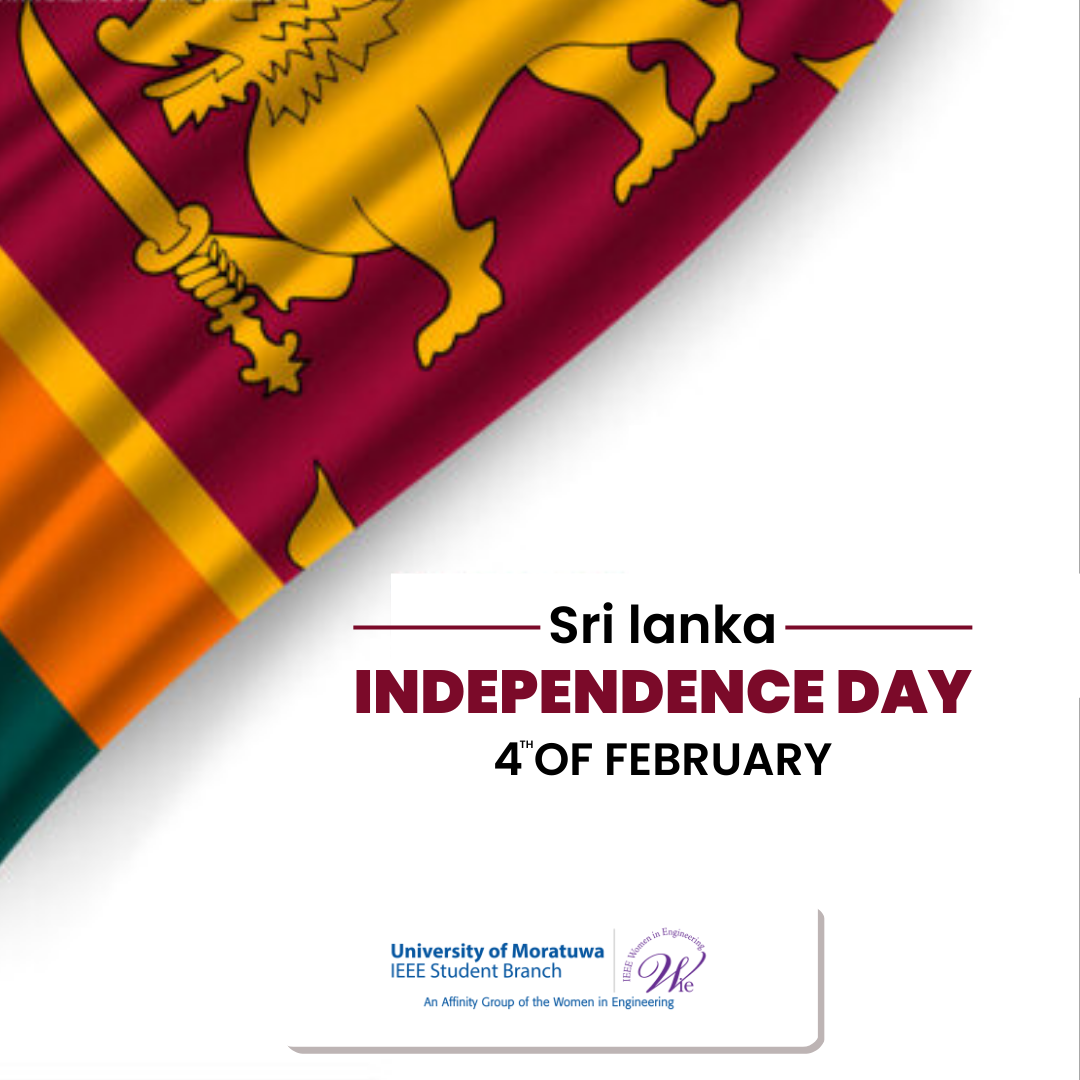 Sri lanka
INDEPENDENCE DAY
4TH OF FEBRUARY
University of Moratuwa
IEEE Student Branch
IEEE Women in Engineering
Wie
An Affinity Group of the Women in Engineering